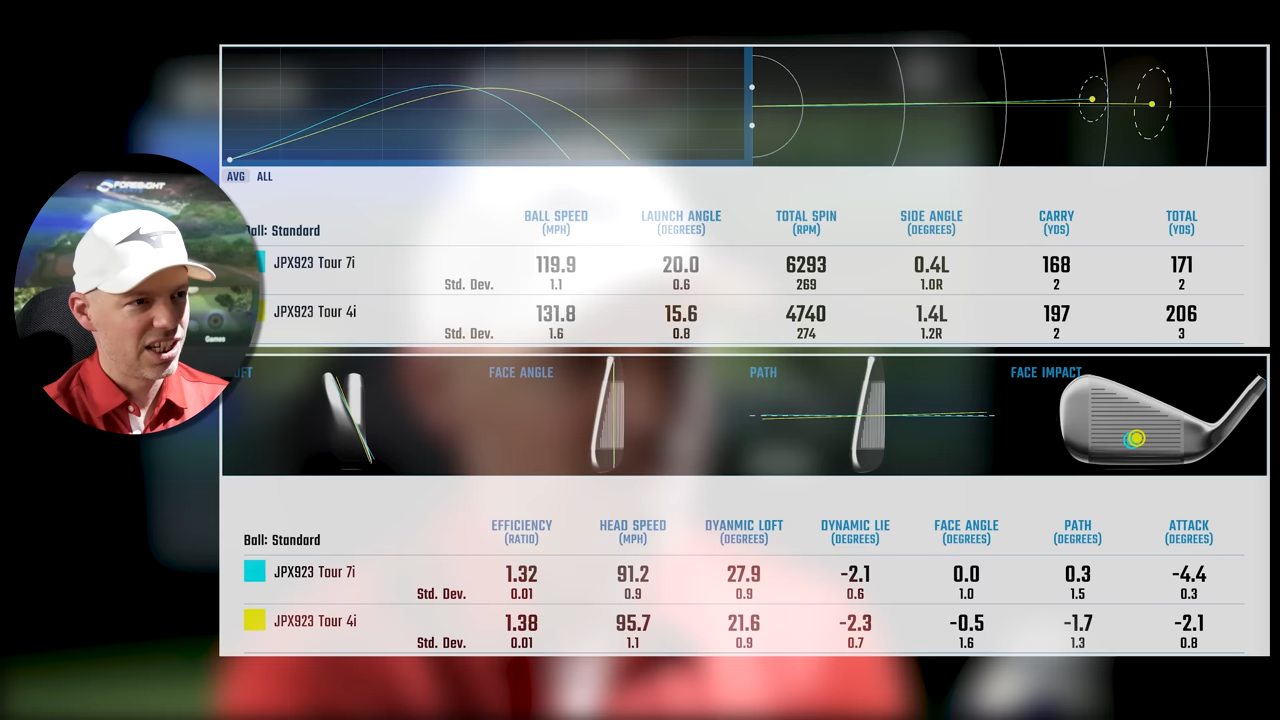 FORESIGHT
SPORTS
Games
AVG ALL
Ball: Standard BALL SPEED (MPH) LAUNCH ANGLE (DEGREES) TOTAL SPIN (RPM) SIDE ANGLE (DEGREES) CARRY (YDS) TOTAL (YDS)
JPX923 Tour 7i 119.9 20.0 6293 0.4L 168 171
Std. Dev. 1.1 0.6 269 1.0R 2 2
JPX923 Tour 4i 131.8 15.6 4740 1.4L 197 206
Std. Dev. 1.6 0.8 274 1.2R 2 3
FACE ANGLE PATH FACE IMPACT
Ball: Standard EFFICIENCY (RATIO) HEAD SPEED (MPH) DYANMIC LOFT (DEGREES) DYNAMIC LIE (DEGREES) FACE ANGLE (DEGREES) PATH (DEGREES) ATTACK (DEGREES)
JPX923 Tour 7i 1.32 91.2 27.9 -2.1 0.0 0.3 -4.4
Std. Dev. 0.01 0.9 0.9 0.6 1.0 1.5 0.3
JPX923 Tour 4i 1.38 95.7 21.6 -2.3 -0.5 -1.7 -2.1
Std. Dev. 0.01 1.1 0.9 0.7 1.6 1.3 0.8